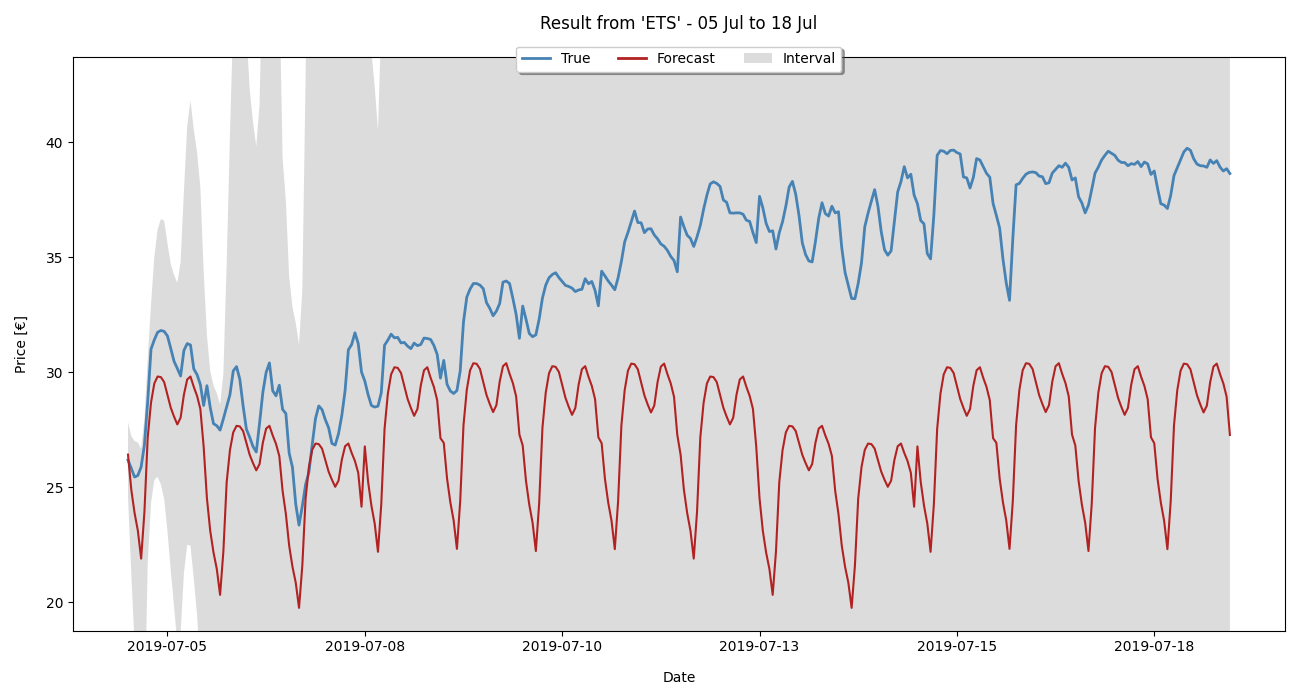 Result from 'ETS' - 05 Jul to 18 Jul
True Forecast Interval
40
35
30
25
20
Price [€]
2019-07-05 2019-07-08 2019-07-10 2019-07-13 2019-07-15 2019-07-18
Date